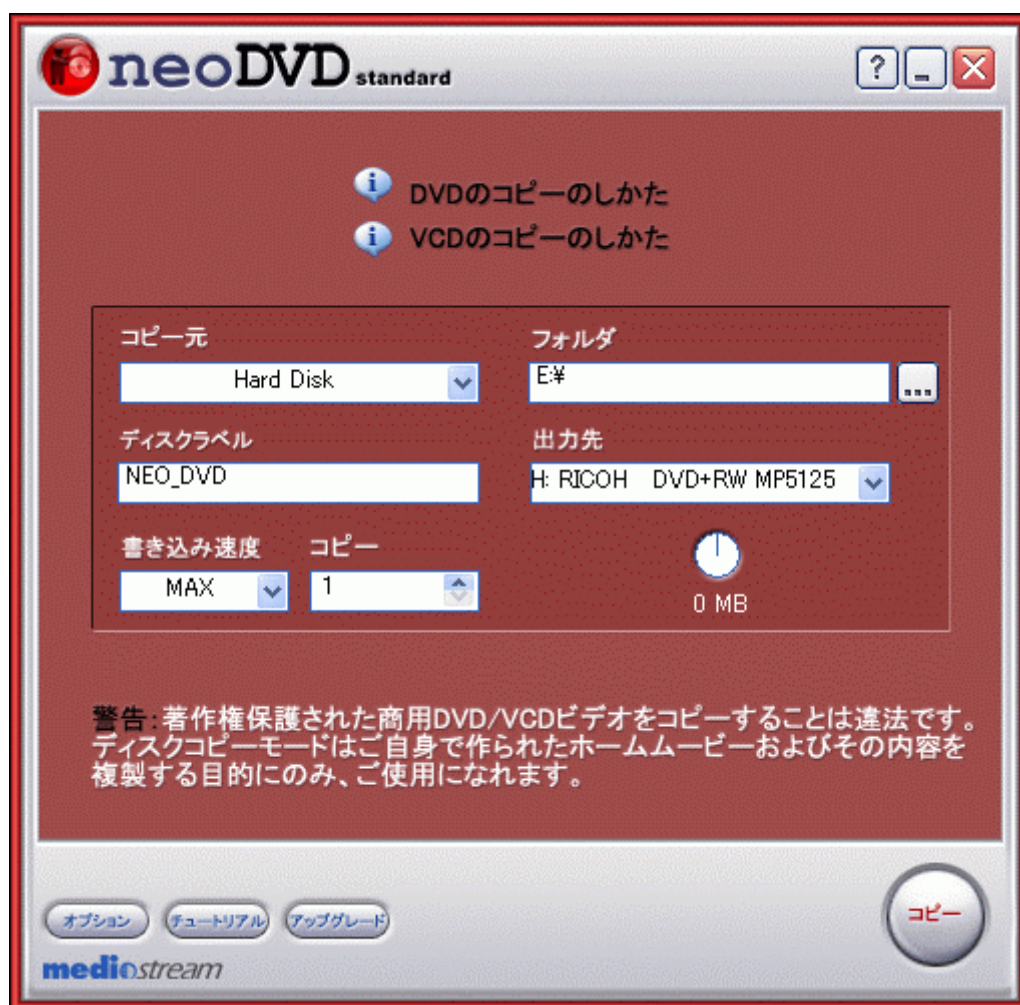 neoDVD standard
?
DVDのコピーのしかた
VCDのコピーのしかた
コピー元
フォルダ
Hard Disk
E:¥
...
ディスクラベル
出力先
NEO_DVD
H: RICOH DVD+RW MP5125
書き込み速度
コピー
MAX
1
0 MB
警告:著作権保護された商用DVD/VCDビデオをコピーすることは違法です。
ディスクコピーモードはご自身で作られたホームムービーおよびその内容を
複製する目的にのみ、ご使用になれます。
オプション
チュートリアル
アップグレード
コピー
mediostream